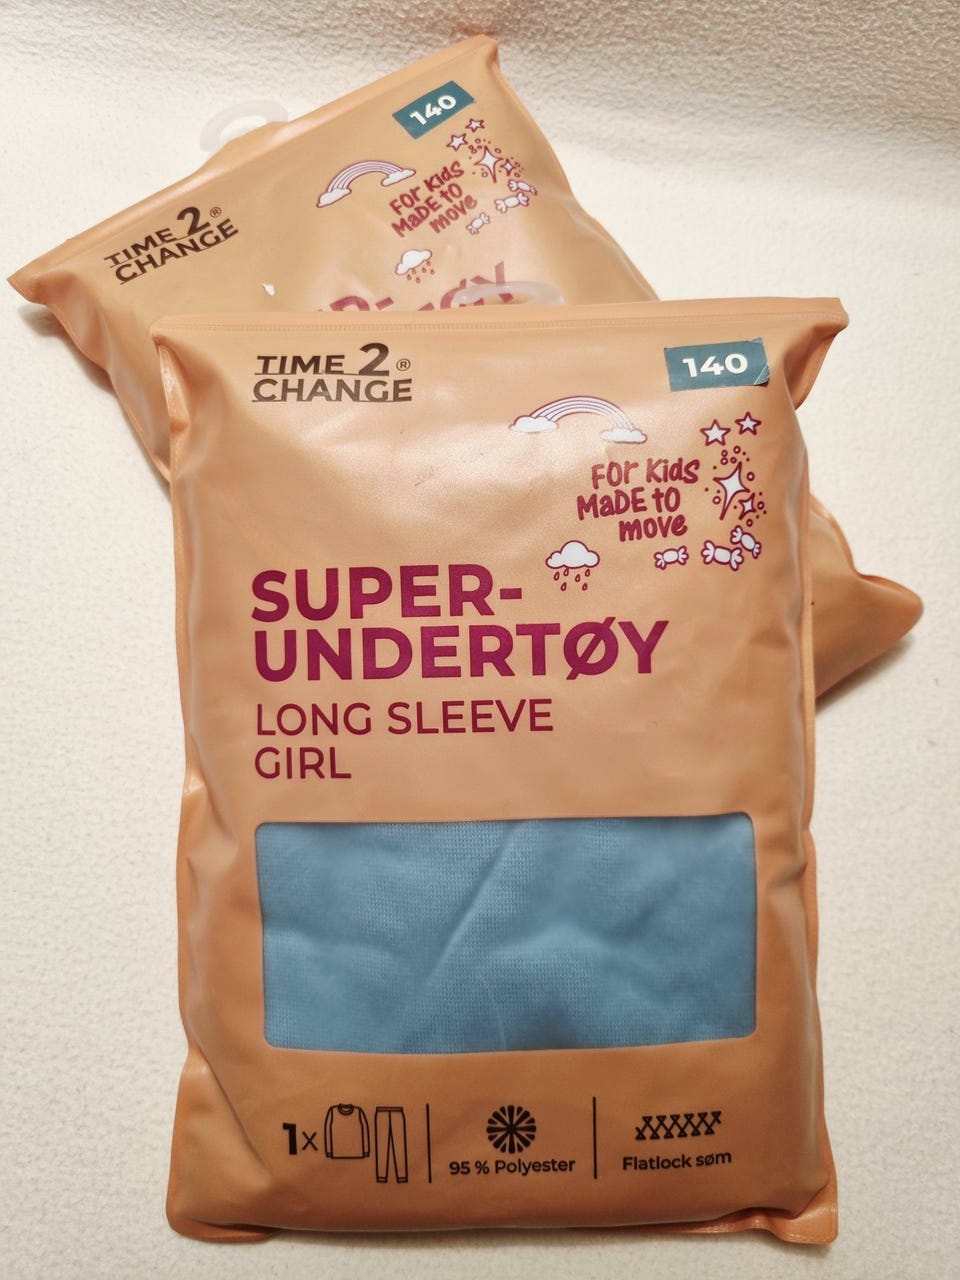 140
FOR Kids
MaDE to
move
TIME 2®
CHANGE
TIME 2®
CHANGE
140
FOR Kids
MaDE to
move
SUPER-
UNDERTØY
LONG SLEEVE
GIRL
1x
95 % Polyester
Flatlock søm